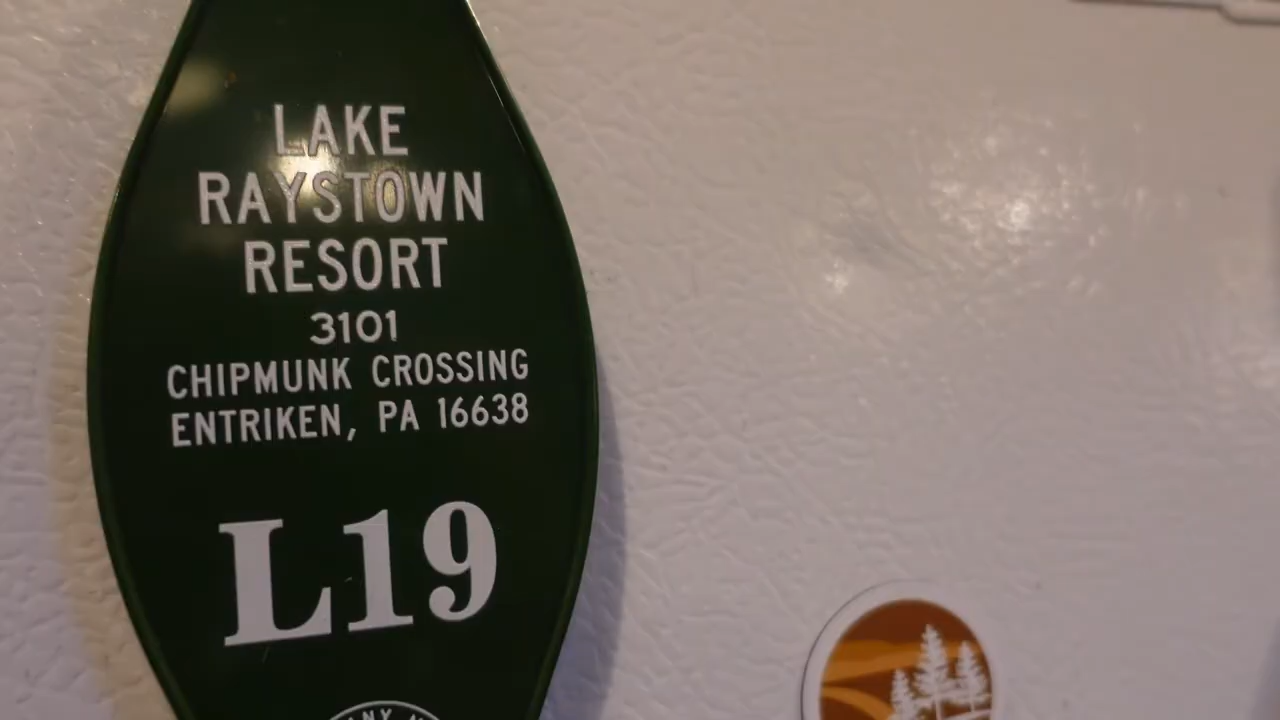 LAKE
RAYSTOWN
RESORT
3101
CHIPMUNK CROSSING
ENTRIKEN, PA 16638
L19